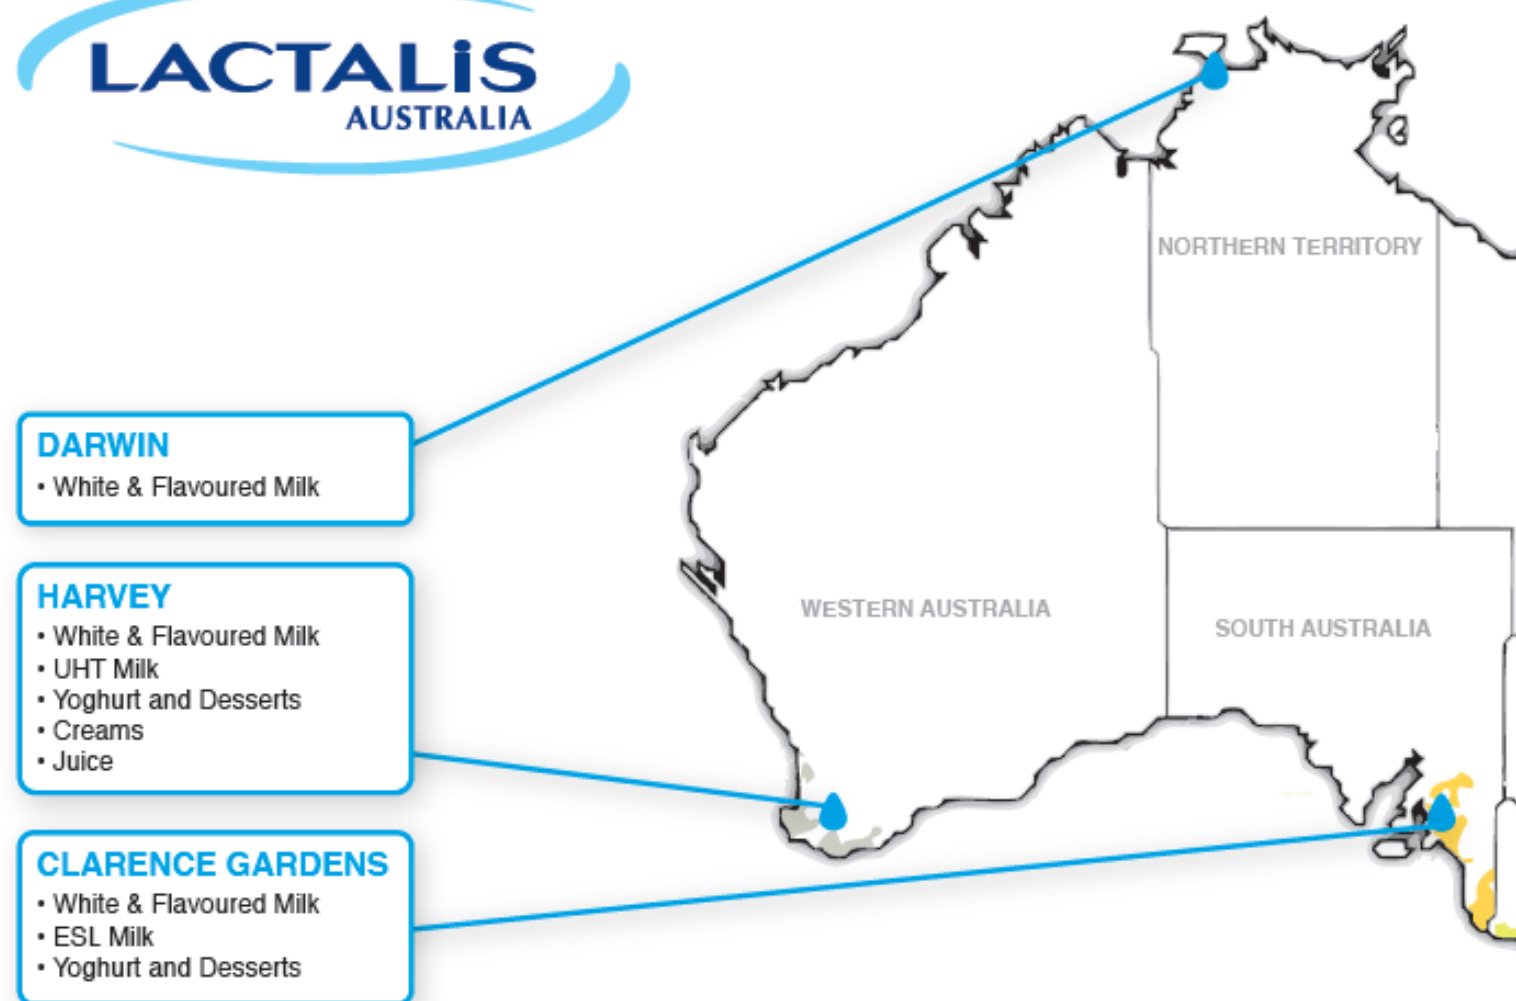 LACTALiS
AUSTRALIA
NORTHERN TERRITORY
DARWIN
• White & Flavoured Milk
HARVEY
• White & Flavoured Milk
• UHT Milk
• Yoghurt and Desserts
• Creams
• Juice
WESTERN AUSTRALIA
SOUTH AUSTRALIA
CLARENCE GARDENS
• White & Flavoured Milk
• ESL Milk
• Yoghurt and Desserts